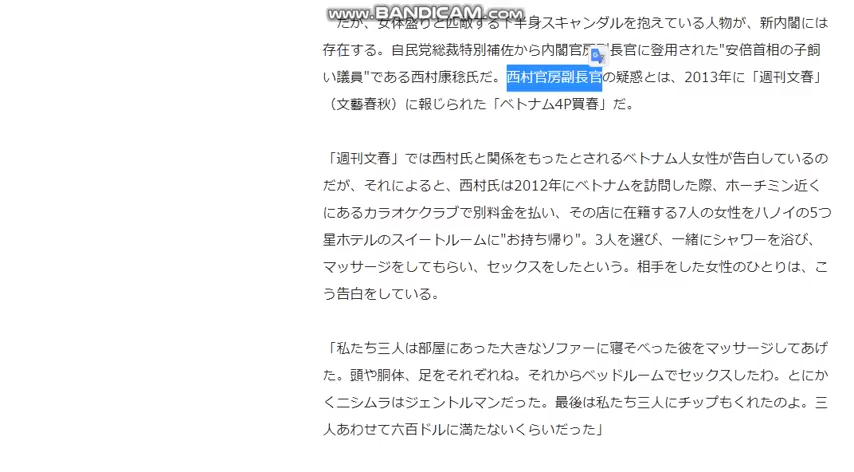 www.BANDICAM.com
だが、女体盛りと匹敵する下半身スキャンダルを抱えている人物が、新内閣には
存在する。自民党総裁特別補佐から内閣官房副長官に登用された"安倍首相の子飼
い議員"である西村康稔氏だ。西村官房副長官の疑惑とは、2013年に「週刊文春」
（文藝春秋）に報じられた「ベトナム4P買春」だ。
「週刊文春」では西村氏と関係をもったとされるベトナム人女性が告白しているの
だが、それによると、西村氏は2012年にベトナムを訪問した際、ホーチミン近く
にあるカラオケクラブで別料金を払い、その店に在籍する7人の女性をハノイの5つ
星ホテルのスイートルームに"お持ち帰り"。3人を選び、一緒にシャワーを浴び、
マッサージをしてもらい、セックスをしたという。相手をした女性のひとりは、こ
う告白をしている。
「私たち三人は部屋にあった大きなソファーに寝そべった彼をマッサージしてあげ
た。頭や胴体、足をそれぞれね。それからベッドルームでセックスしたわ。とにか
くニシムラはジェントルマンだった。最後は私たち三人にチップもくれたのよ。三
人あわせて六百ドルに満たないくらいだった」